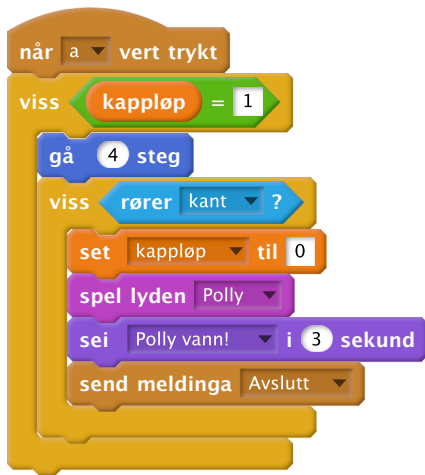 når a vert trykt
viss kappløp = 1
gå 4 steg
viss rører kant ?
set kappløp til 0
spel lyden Polly
sei Polly vann! i 3 sekund
send meldinga Avslutt